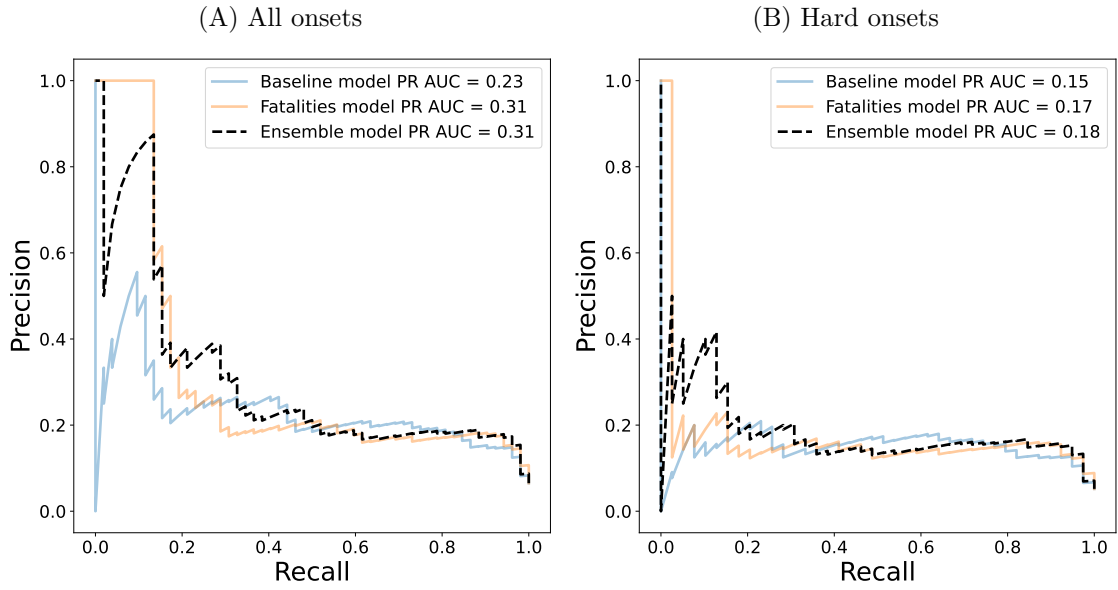 (A) All onsets
Baseline model PR AUC = 0.23
Fatalities model PR AUC = 0.31
Ensemble model PR AUC = 0.31
1.0
0.8
0.6
0.4
0.2
0.0
Precision
0.0 0.2 0.4 0.6 0.8 1.0
Recall
(B) Hard onsets
Baseline model PR AUC = 0.15
Fatalities model PR AUC = 0.17
Ensemble model PR AUC = 0.18
1.0
0.8
0.6
0.4
0.2
0.0
Precision
0.0 0.2 0.4 0.6 0.8 1.0
Recall